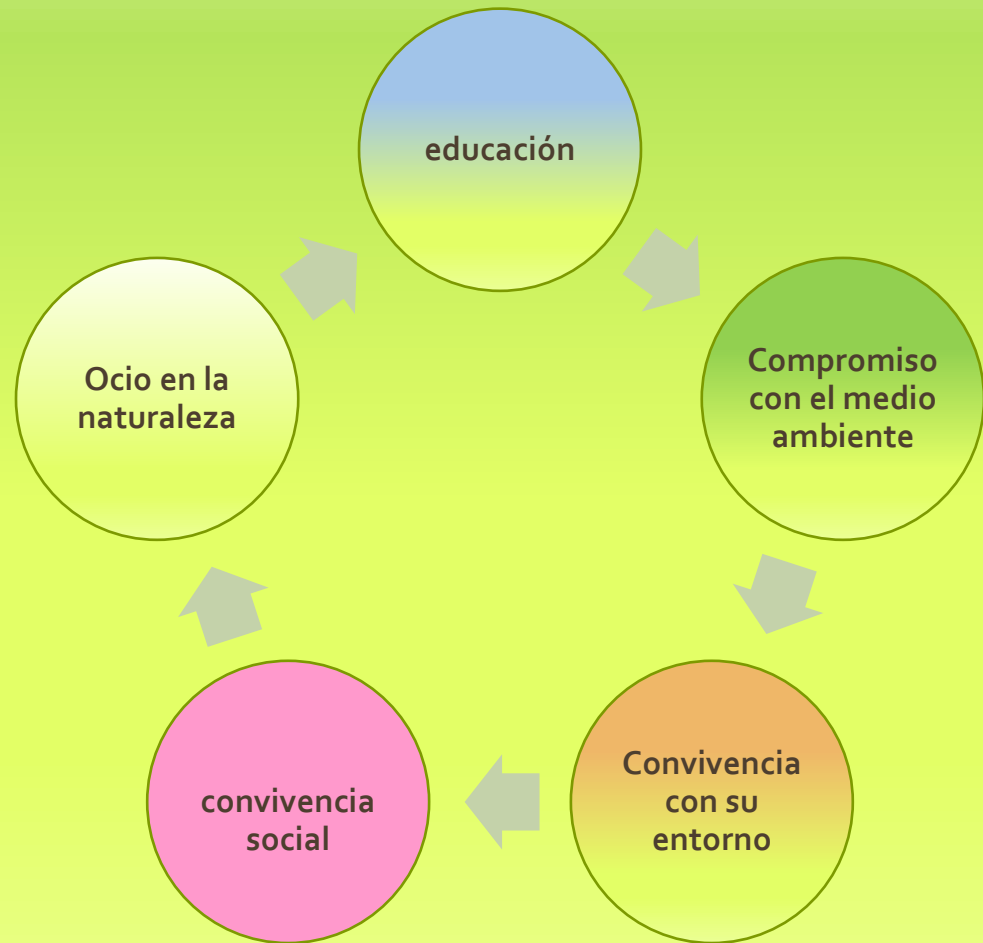 educación
Compromiso
con el medio
ambiente
Convivencia
con su
entorno
convivencia
social
Ocio en la
naturaleza